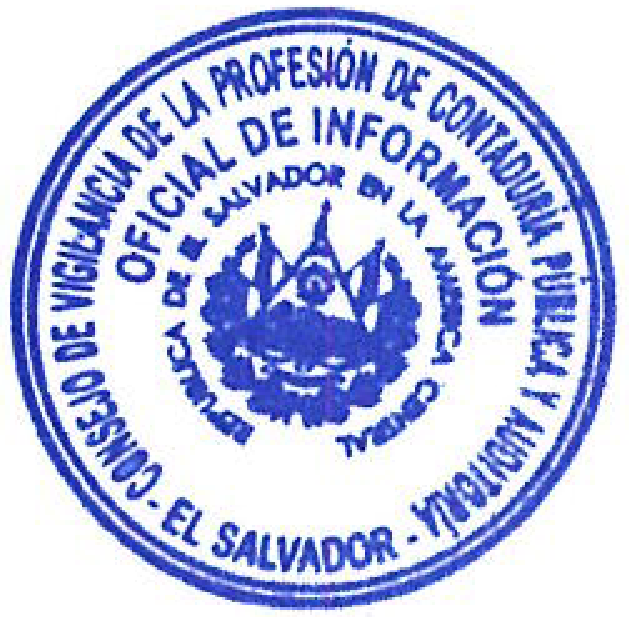 CONSEJO DE VIGILANCIA DE LA PROFESIÓN DE CONTADURÍA PÚBLICA Y AUDITORÍA
- EL SALVADOR -
OFICIAL DE INFORMACIÓN
REPUBLICA DE EL SALVADOR EN LA AMERICA CENTRAL